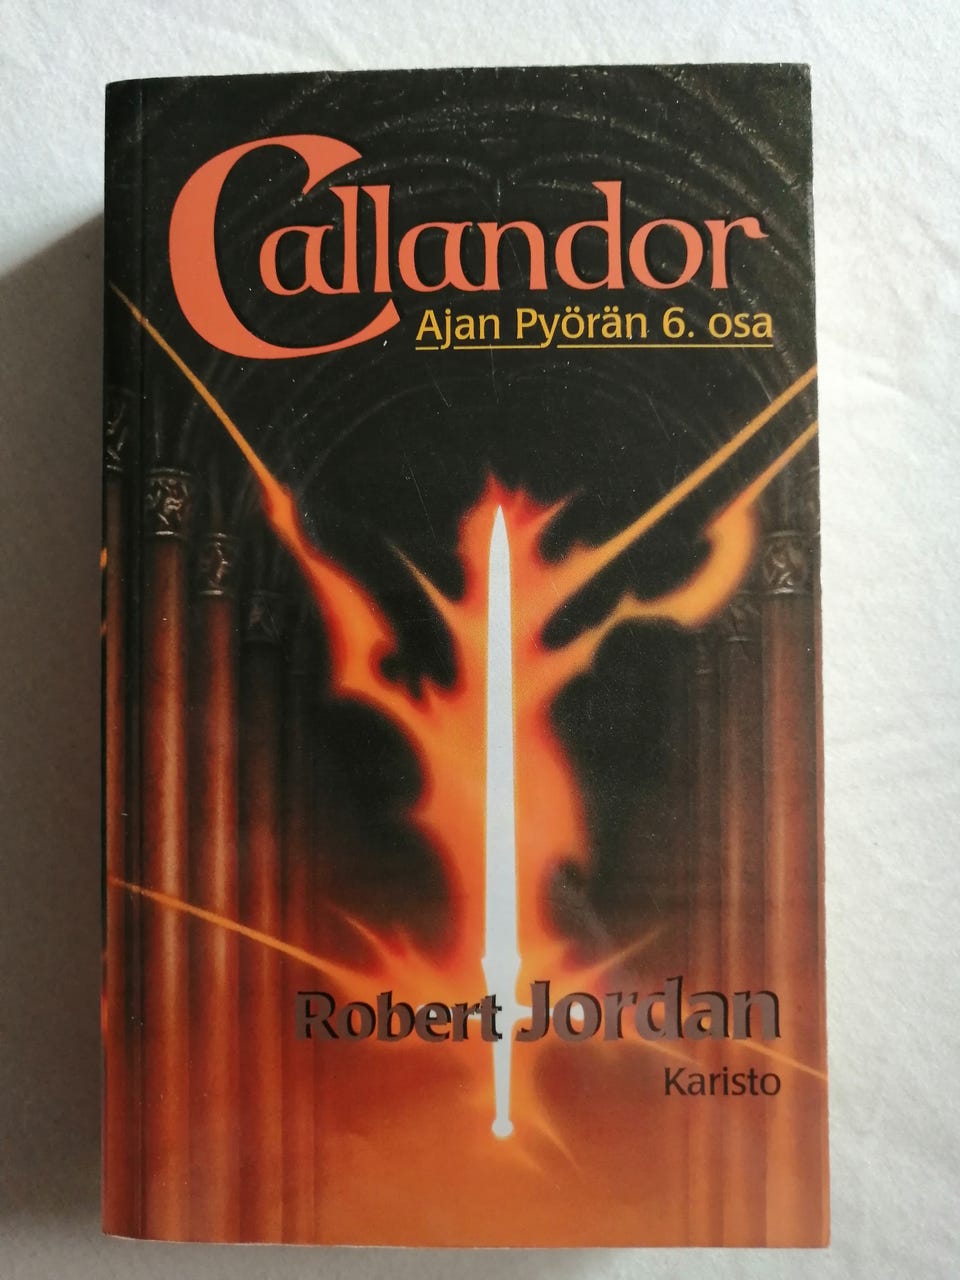 Callandor
Ajan Pyörän 6. osa
Robert Jordan
Karisto